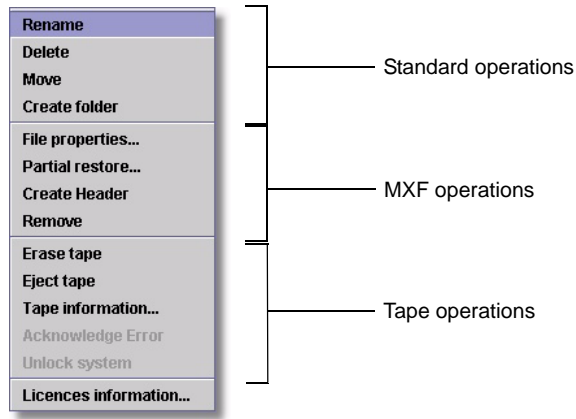 Rename
Delete
Move
Create folder
Standard operations
File properties...
Partial restore...
Create Header
Remove
MXF operations
Erase tape
Eject tape
Tape information...
Acknowledge Error
Unlock system
Tape operations
Licences information...